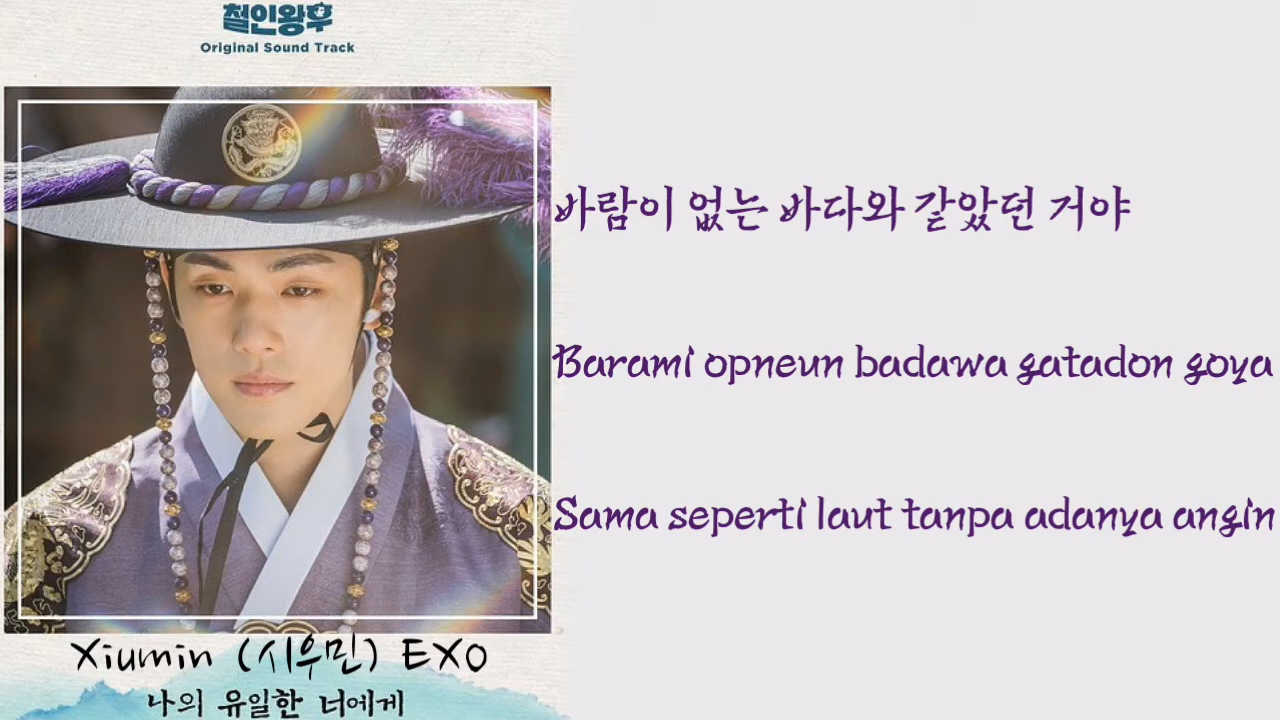 철인왕후
Original Sound Track
바람이 없는 바다와 같았던 거야
Barami opneun badawa gatadon goya
Sama seperti laut tanpa adanya angin
Xiumin (시우민) EXO
나의 유일한 너에게